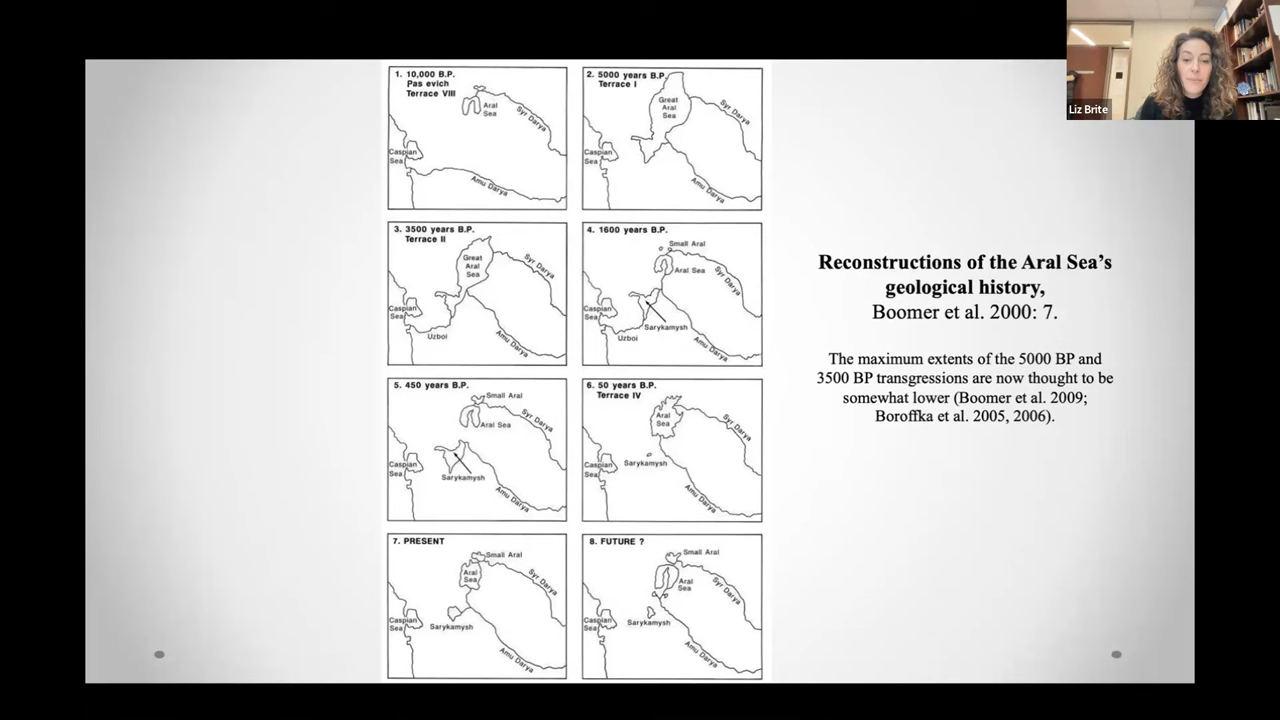 Liz Brite
1. 10,000 B.P.
Pas evich
Terrace VIII
Aral
Sea
Syr Darya
Caspian
Sea
Amu Darya
2. 5000 years B.P.
Terrace I
Great
Aral
Sea
Syr Darya
Caspian
Sea
Amu Darya
3. 3500 years B.P.
Terrace II
Great
Aral
Sea
Syr Darya
Caspian
Sea
Uzboi
Amu Darya
4. 1600 years B.P.
Small Aral
Aral Sea
Syr Darya
Caspian
Sea
Sarykamysh
Uzboi
Amu Darya
5. 450 years B.P.
Small Aral
Aral Sea
Syr Darya
Caspian
Sea
Sarykamysh
Amu Darya
6. 50 years B.P.
Terrace IV
Aral
Sea
Syr Darya
Caspian
Sea
Sarykamysh
Amu Darya
7. PRESENT
Small Aral
Aral
Sea
Syr Darya
Caspian
Sea
Sarykamysh
Amu Darya
8. FUTURE ?
Small Aral
Aral
Sea
Syr Darya
Caspian
Sea
Sarykamysh
Amu Darya
Reconstructions of the Aral Sea’s
geological history,
Boomer et al. 2000: 7.
The maximum extents of the 5000 BP and
3500 BP transgressions are now thought to be
somewhat lower (Boomer et al. 2009;
Boroffka et al. 2005, 2006).